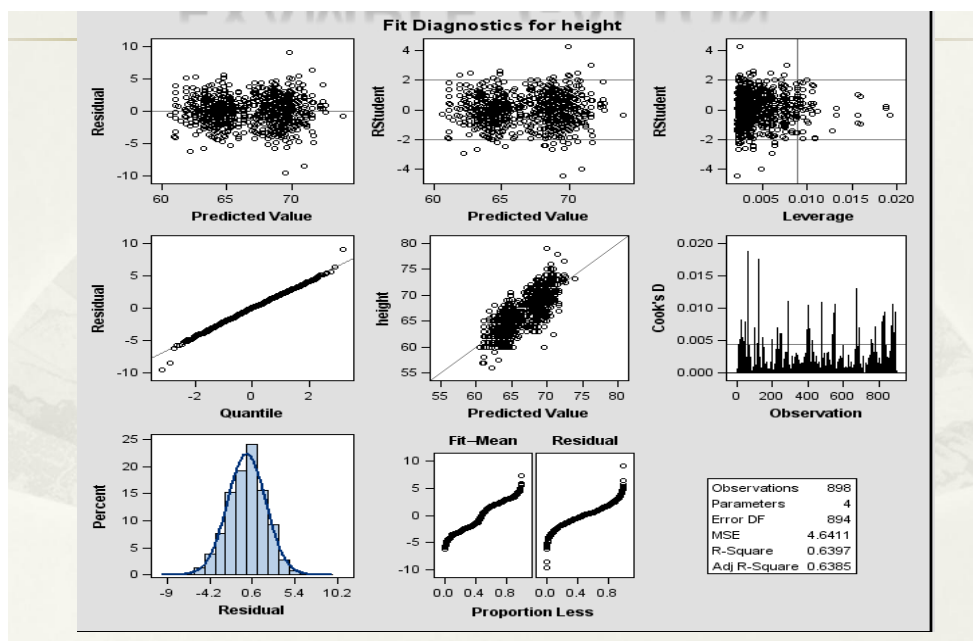 Fit Diagnostics for height
10
5
0
-5
-10
Residual
60 65 70
Predicted Value
4
2
0
-2
-4
RStudent
60 65 70
Predicted Value
4
2
0
-2
-4
RStudent
0.005 0.010 0.015 0.020
Leverage
10
5
0
-5
-10
Residual
-2 0 2
Quantile
80
75
70
65
60
55
height
55 60 65 70 75 80
Predicted Value
0.020
0.015
0.010
0.005
0.000
Cook's D
0 200 400 600 800
Observation
25
20
15
10
5
0
Percent
-9 -4.2 0.6 5.4 10.2
Residual
Fit–Mean Residual
10
5
0
-5
-10
0.0 0.4 0.8 0.0 0.4 0.8
Proportion Less
Observations 898
Parameters 4
Error DF 894
MSE 4.6411
R-Square 0.6397
Adj R-Square 0.6385